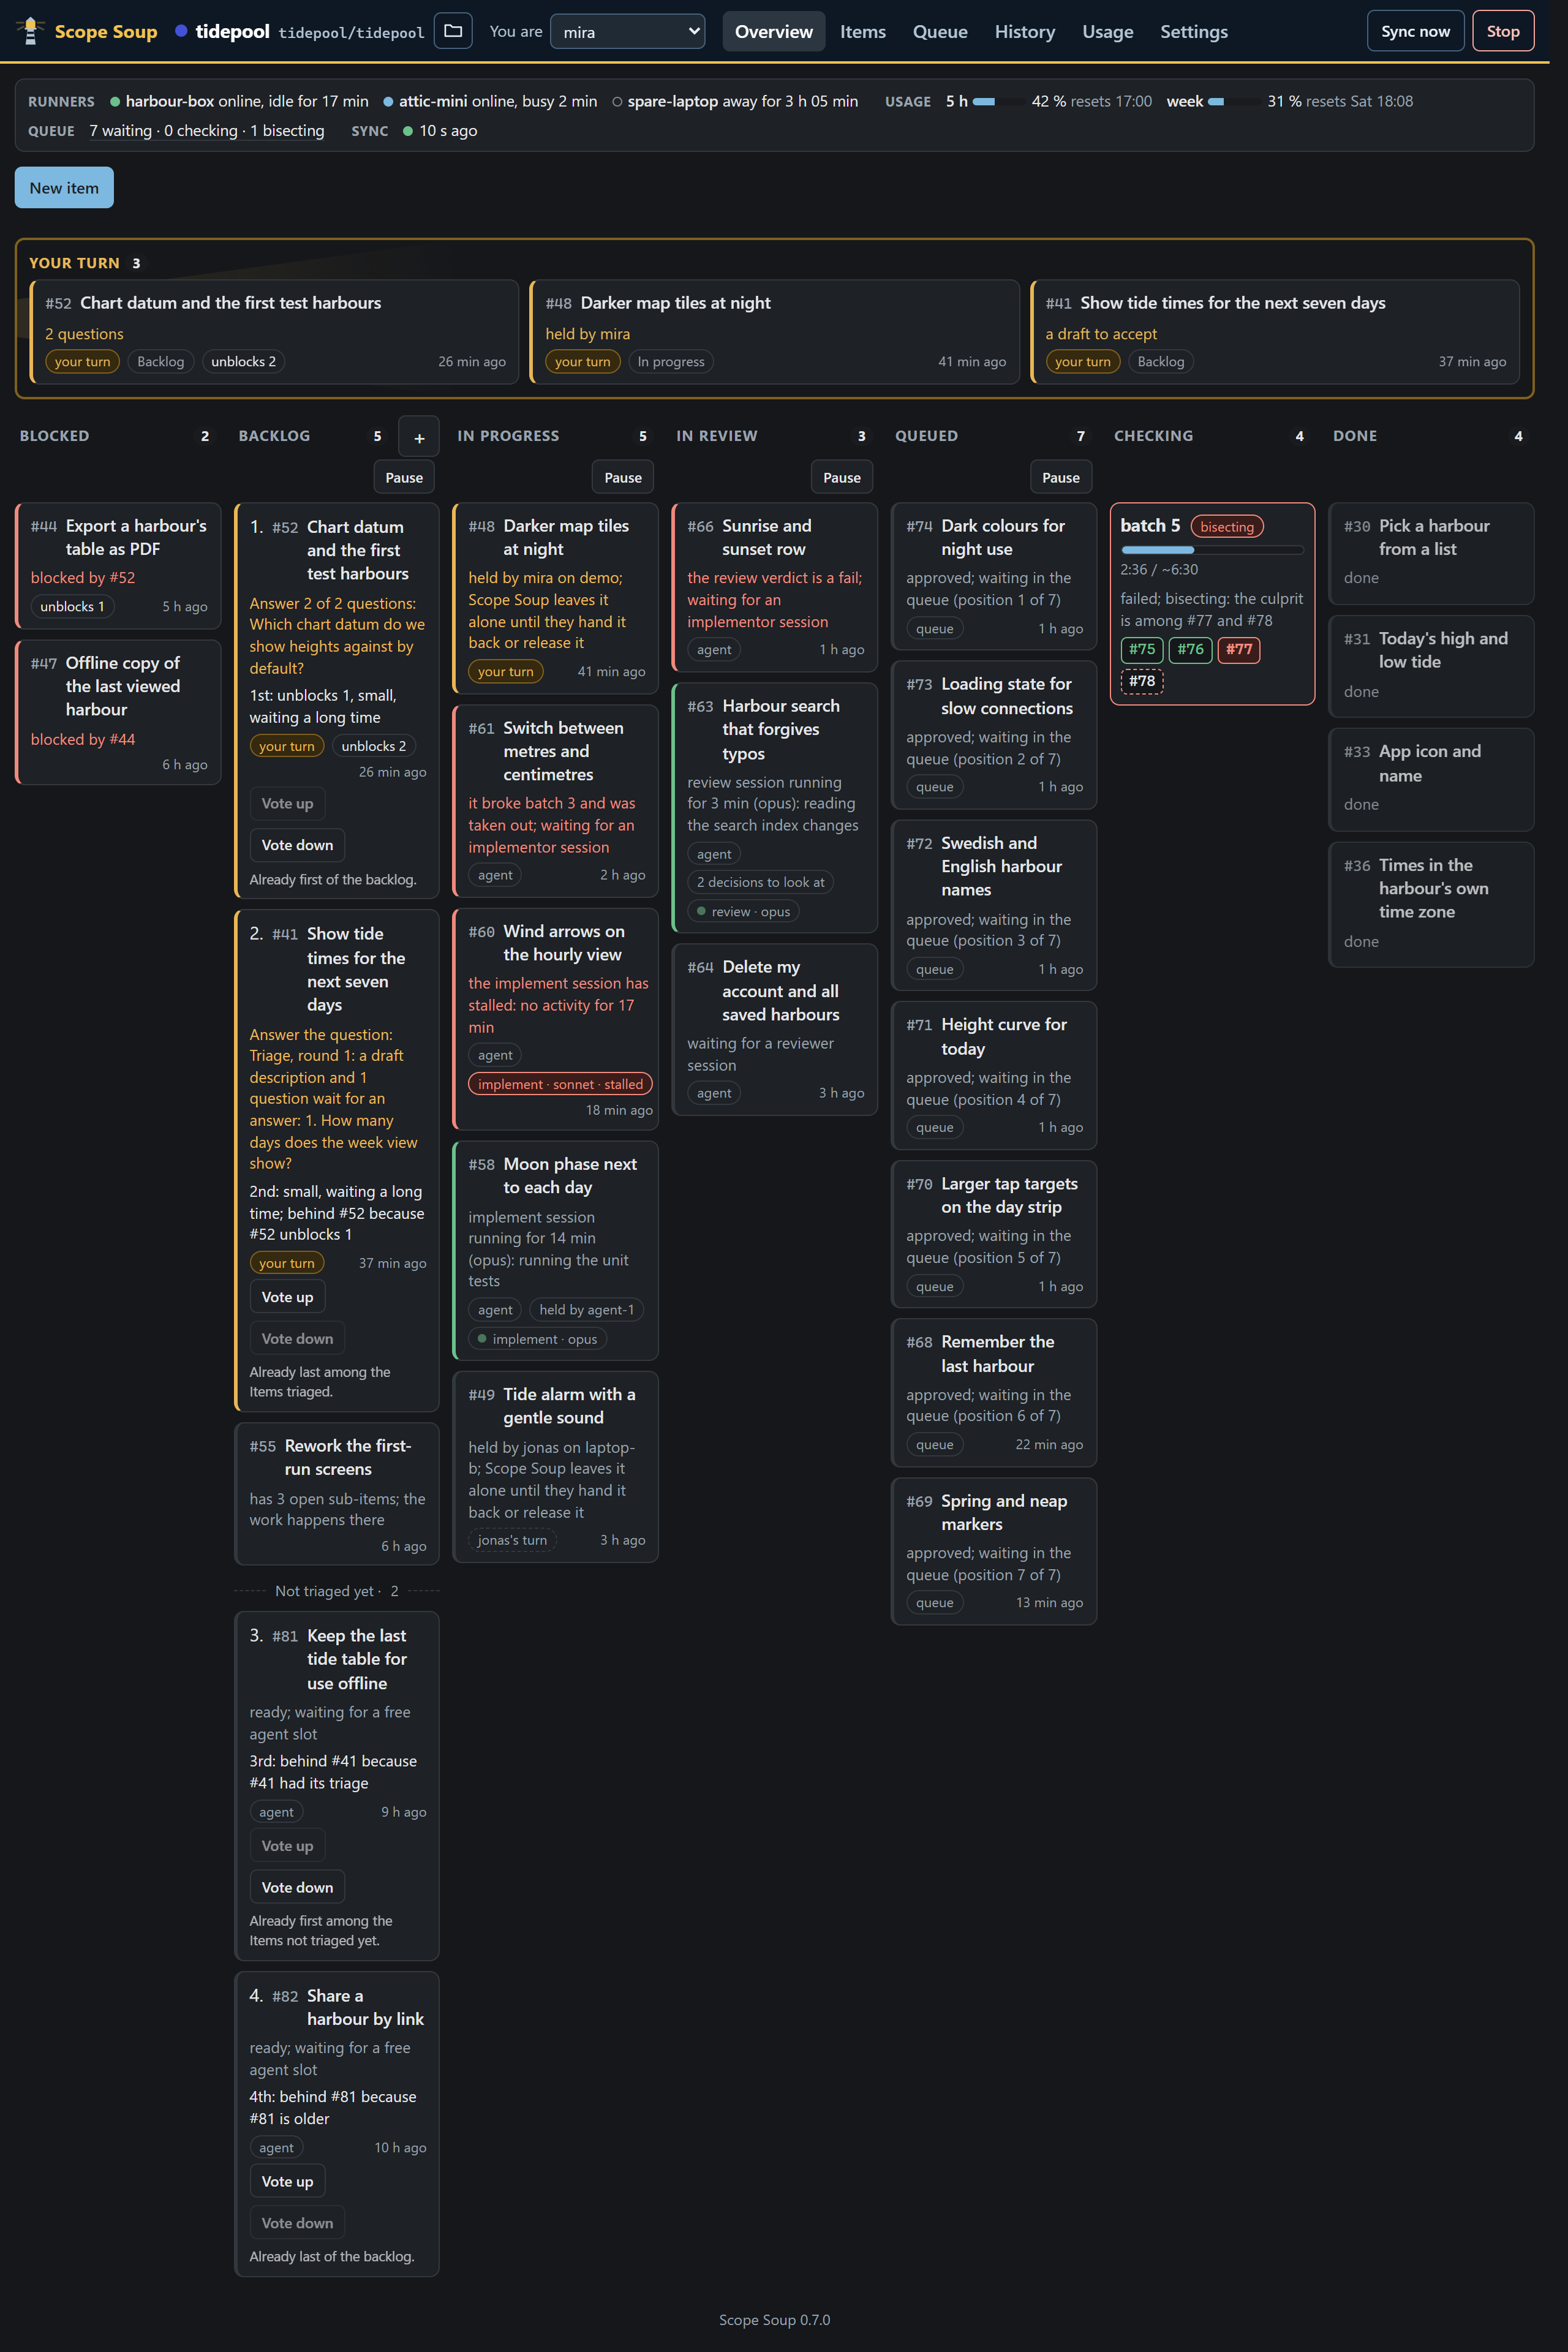 Scope Soup tidepool tidepool/tidepool You are mira Overview Items Queue History Usage Settings Sync now Stop
RUNNERS harbour-box online, idle for 17 min attic-mini online, busy 2 min spare-laptop away for 3 h 05 min USAGE 5 h 42 % resets 17:00 week 31 % resets Sat 18:08
QUEUE 7 waiting · 0 checking · 1 bisecting SYNC 10 s ago
New item
YOUR TURN 3
#52 Chart datum and the first test harbours
2 questions
your turn Backlog unblocks 2 26 min ago
#48 Darker map tiles at night
held by mira
your turn In progress 41 min ago
#41 Show tide times for the next seven days
a draft to accept
your turn Backlog 37 min ago
BLOCKED 2
#44 Export a harbour's
table as PDF
blocked by #52
unblocks 1 5 h ago
#47 Offline copy of
the last viewed
harbour
blocked by #44
6 h ago
BACKLOG 5 +
Pause
1. #52 Chart datum
and the first
test harbours
Answer 2 of 2 questions:
Which chart datum do we
show heights against by
default?
1st: unblocks 1, small,
waiting a long time
your turn unblocks 2
26 min ago
Vote up
Vote down
Already first of the backlog.
2. #41 Show tide
times for the
next seven
days
Answer the question:
Triage, round 1: a draft
description and 1
question wait for an
answer: 1. How many
days does the week view
show?
2nd: small, waiting a long
time; behind #52 because
#52 unblocks 1
your turn 37 min ago
Vote up
Vote down
Already last among the
Items triaged.
#55 Rework the first-
run screens
has 3 open sub-items; the
work happens there
6 h ago
Not triaged yet · 2
3. #81 Keep the last
tide table for
use offline
ready; waiting for a free
agent slot
3rd: behind #41 because
#41 had its triage
agent 9 h ago
Vote up
Vote down
Already first among the
Items not triaged yet.
4. #82 Share a
harbour by link
ready; waiting for a free
agent slot
4th: behind #81 because
#81 is older
agent 10 h ago
Vote up
Vote down
Already last of the backlog.
IN PROGRESS 5
Pause
#48 Darker map tiles
at night
held by mira on demo;
Scope Soup leaves it
alone until they hand it
back or release it
your turn 41 min ago
#61 Switch between
metres and
centimetres
it broke batch 3 and was
taken out; waiting for an
implementor session
agent 2 h ago
#60 Wind arrows on
the hourly view
the implement session has
stalled: no activity for 17
min
agent
implement · sonnet · stalled
18 min ago
#58 Moon phase next
to each day
implement session
running for 14 min
(opus): running the unit
tests
agent held by agent-1
implement · opus
#49 Tide alarm with a
gentle sound
held by jonas on laptop-
b; Scope Soup leaves it
alone until they hand it
back or release it
jonas's turn 3 h ago
IN REVIEW 3
Pause
#66 Sunrise and
sunset row
the review verdict is a fail;
waiting for an
implementor session
agent 1 h ago
#63 Harbour search
that forgives
typos
review session running
for 3 min (opus): reading
the search index changes
agent
2 decisions to look at
review · opus
#64 Delete my
account and all
saved harbours
waiting for a reviewer
session
agent 3 h ago
QUEUED 7
Pause
#74 Dark colours for
night use
approved; waiting in the
queue (position 1 of 7)
queue 1 h ago
#73 Loading state for
slow connections
approved; waiting in the
queue (position 2 of 7)
queue 1 h ago
#72 Swedish and
English harbour
names
approved; waiting in the
queue (position 3 of 7)
queue 1 h ago
#71 Height curve for
today
approved; waiting in the
queue (position 4 of 7)
queue 1 h ago
#70 Larger tap targets
on the day strip
approved; waiting in the
queue (position 5 of 7)
queue 1 h ago
#68 Remember the
last harbour
approved; waiting in the
queue (position 6 of 7)
queue 22 min ago
#69 Spring and neap
markers
approved; waiting in the
queue (position 7 of 7)
queue 13 min ago
CHECKING 4
batch 5 bisecting
2:36 / ~6:30
failed; bisecting: the culprit
is among #77 and #78
#75 #76 #77
#78
DONE 4
#30 Pick a harbour
from a list
done
#31 Today's high and
low tide
done
#33 App icon and
name
done
#36 Times in the
harbour's own
time zone
done
Scope Soup 0.7.0